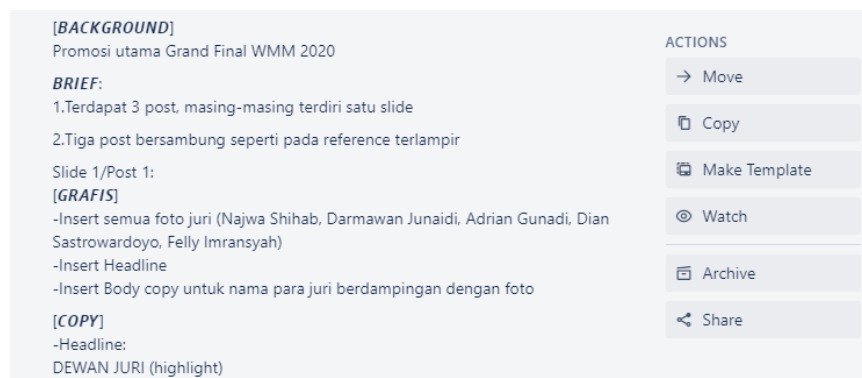 [BACKGROUND]
Promosi utama Grand Final WMM 2020
BRIEF:
1.Terdapat 3 post, masing-masing terdiri satu slide
2.Tiga post bersambung seperti pada reference terlampir
Slide 1/Post 1:
[GRAFIS]
-Insert semua foto juri (Najwa Shihab, Darmawan Junaidi, Adrian Gunadi, Dian
Sastrowardoyo, Felly Imransyah)
-Insert Headline
-Insert Body copy untuk nama para juri berdampingan dengan foto
[COPY]
-Headline:
DEWAN JURI (highlight)
ACTIONS
Move
Copy
Make Template
Watch
Archive
Share